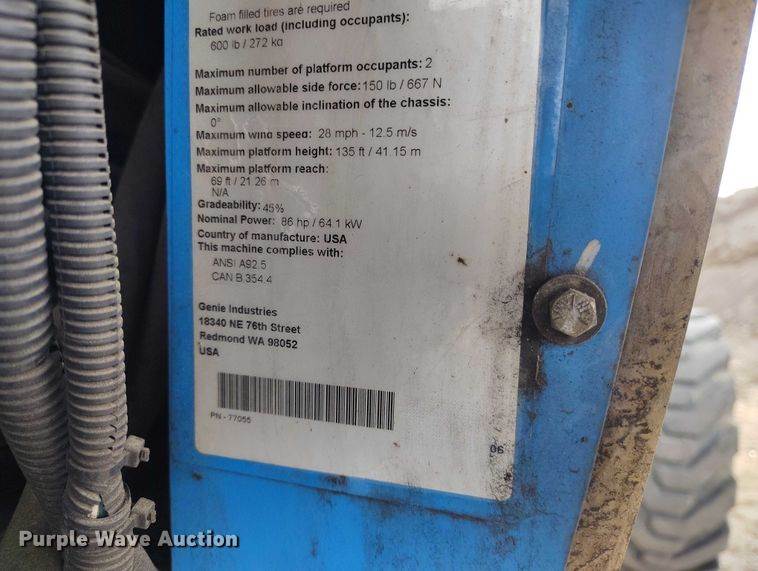 Foam filled tires are required
Rated work load (including occupants):
600 lb / 272 kg
Maximum number of platform occupants: 2
Maximum allowable side force: 150 lb / 667 N
Maximum allowable inclination of the chassis:
0°
Maximum wind speed: 28 mph - 12.5 m/s
Maximum platform height: 135 ft / 41.15 m
Maximum platform reach:
69 ft / 21.26 m
N/A
Gradeability: 45%
Nominal Power: 86 hp / 64.1 kW
Country of manufacture: USA
This machine complies with:
ANSI A92.5
CAN B.354.4
Genie Industries
18340 NE 76th Street
Redmond WA 98052
USA
PN - 77055
06
Purple Wave Auction